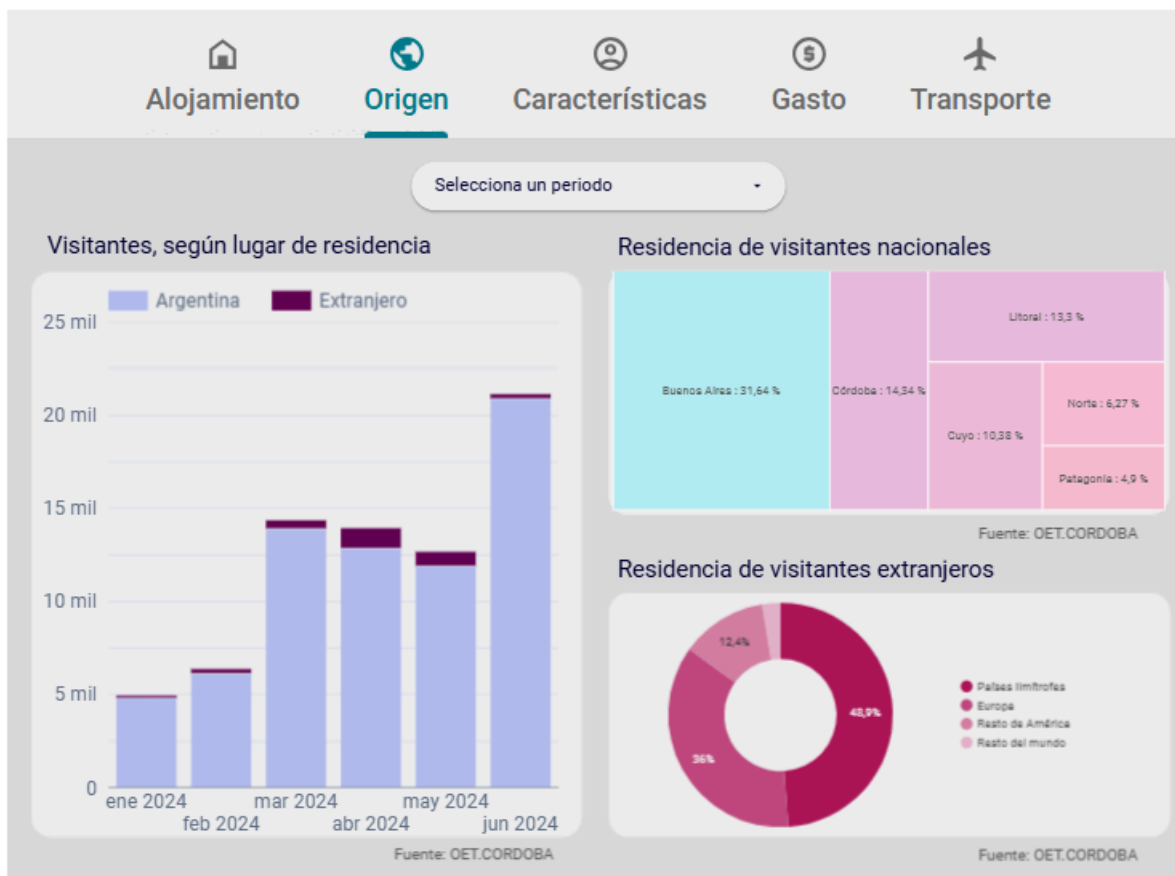 Alojamiento
Origen
Características
Gasto
Transporte
Selecciona un periodo
Visitantes, según lugar de residencia
Argentina
Extranjero
25 mil
20 mil
15 mil
10 mil
5 mil
0
ene 2024
feb 2024
mar 2024
abr 2024
may 2024
jun 2024
Fuente: OET.CORDOBA
Residencia de visitantes nacionales
Buenos Aires : 31,64 %
Córdoba : 14,34 %
Litoral : 13,3 %
Cuyo : 10,38 %
Norte : 6,27 %
Patagonia : 4,9 %
Fuente: OET.CORDOBA
Residencia de visitantes extranjeros
12,4%
48,9%
36%
Países limítrofes
Europa
Resto de América
Resto del mundo
Fuente: OET.CORDOBA